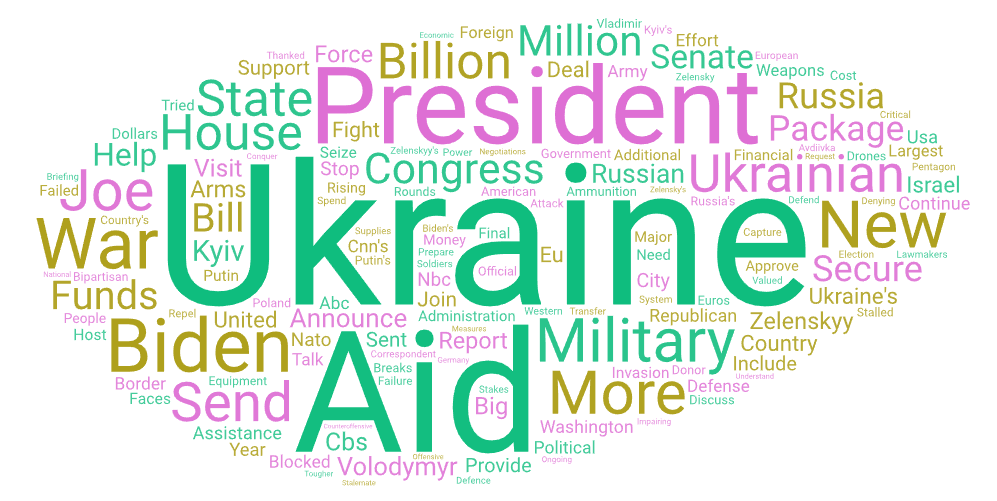 Vladimir
Thanked Economic Foreign Million Kyiv's Effort
Force Billion Senate European
Support Deal Army Zelensky Weapons Cost
State President Russia
Tried House Fight Package Critical
Dollars Usa
Help Seize Zelenskyy's Power Negotiations Government Additional Financial Avdiivka Request Drones Largest
Visit Conquer Stop Congress Russian Ukrainian Pentagon
Briefing Failed Joe Arms Rising Rounds American Ammunition Zelensky's Israel
Spend Attack Russia's Defend Denying Continue
War Country's Bill Ukraine New
Supplies Biden's Final Major Capture
Kyiv Cnn's Money Eu Need Approve Election Lawmakers
Putin Putin's Prepare Soldiers Official City Valued Secure
National Bipartisan Nbc
Funds Poland Abc Join System Euros Ukraine's
People Repel United Announce Administration Western Transfer Republican Stalled
Host Biden Nato Measures Military Zelenskyy
Talk Sent Report Country
Correspondent Germany Include
Border Equipment Breaks Failure Aid Invasion Donor Understand
Faces Send Stakes More Defense
Big Discuss
Counteroffensive Washington Impairing
Assistance Cbs Political
Year Offensive Ongoing
Blocked Volodymyr Provide
Tougher Defence
Stalemate